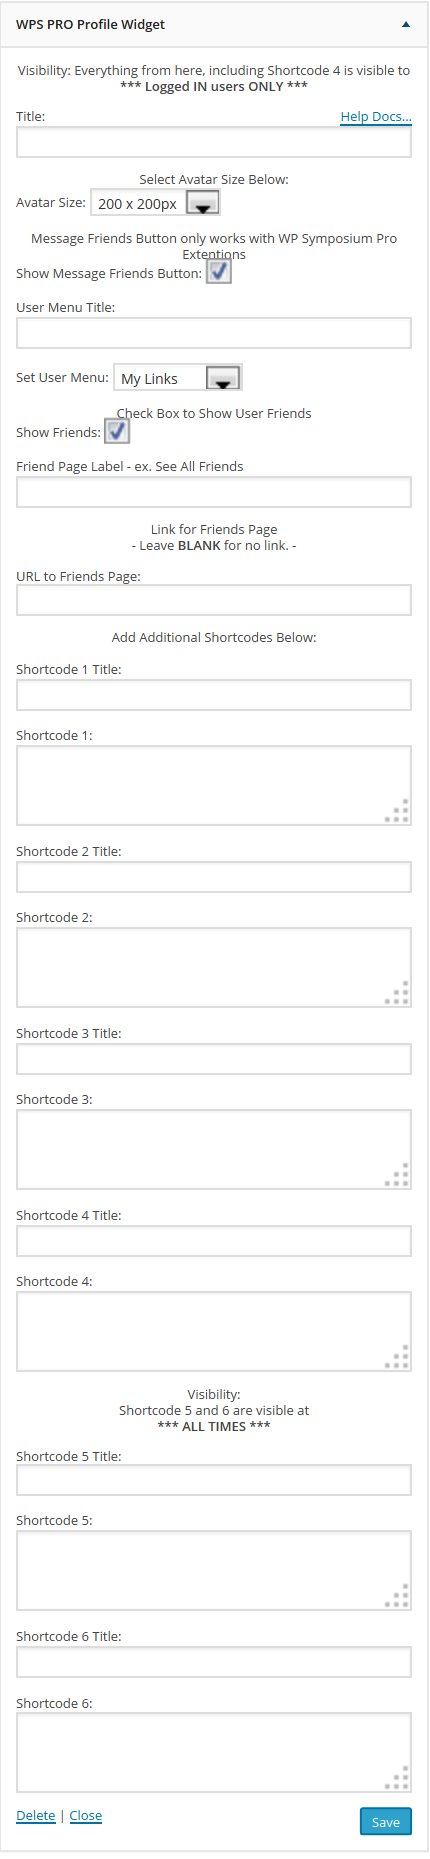 WPS PRO Profile Widget
Visibility: Everything from here, including Shortcode 4 is visible to
*** Logged IN users ONLY ***
Title: Help Docs...
Select Avatar Size Below:
Avatar Size: 200 x 200px
Message Friends Button only works with WP Symposium Pro
Extentions
Show Message Friends Button:
User Menu Title:
Set User Menu: My Links
Check Box to Show User Friends
Show Friends:
Friend Page Label - ex. See All Friends
Link for Friends Page
- Leave BLANK for no link. -
URL to Friends Page:
Add Additional Shortcodes Below:
Shortcode 1 Title:
Shortcode 1:
Shortcode 2 Title:
Shortcode 2:
Shortcode 3 Title:
Shortcode 3:
Shortcode 4 Title:
Shortcode 4:
Visibility:
Shortcode 5 and 6 are visible at
*** ALL TIMES ***
Shortcode 5 Title:
Shortcode 5:
Shortcode 6 Title:
Shortcode 6:
Delete | Close Save